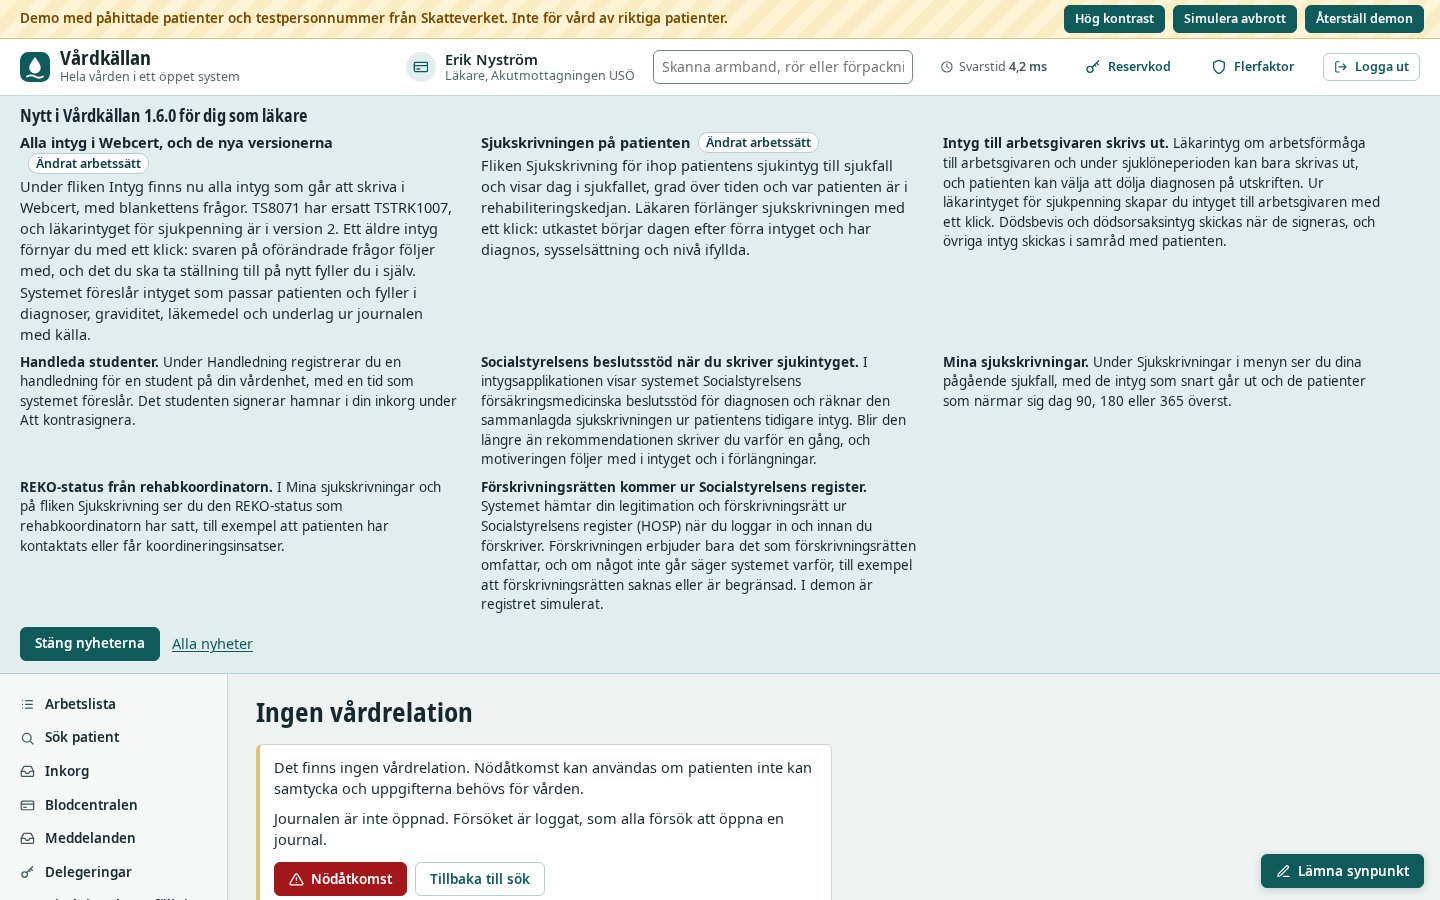 Demo med påhittade patienter och testpersonnummer från Skatteverket. Inte för vård av riktiga patienter.
Hög kontrast
Simulera avbrott
Återställ demon
Vårdkällan
Hela vården i ett öppet system
Erik Nyström
Läkare, Akutmottagningen USÖ
Skanna armband, rör eller förpackni
Svarstid 4,2 ms
Reservkod
Flerfaktor
Logga ut
Nytt i Vårdkällan 1.6.0 för dig som läkare
Alla intyg i Webcert, och de nya versionerna
Ändrat arbetssätt
Under fliken Intyg finns nu alla intyg som går att skriva i
Webcert, med blankettens frågor. TS8071 har ersatt TSTRK1007,
och läkarintyget för sjukpenning är i version 2. Ett äldre intyg
förnyar du med ett klick: svaren på oförändrade frågor följer
med, och det du ska ta ställning till på nytt fyller du i själv.
Systemet föreslår intyget som passar patienten och fyller i
diagnoser, graviditet, läkemedel och underlag ur journalen
med källa.
Sjukskrivningen på patienten Ändrat arbetssätt
Fliken Sjukskrivning för ihop patientens sjukintyg till sjukfall
och visar dag i sjukfallet, grad över tiden och var patienten är i
rehabiliteringskedjan. Läkaren förlänger sjukskrivningen med
ett klick: utkastet börjar dagen efter förra intyget och har
diagnos, sysselsättning och nivå ifyllda.
Intyg till arbetsgivaren skrivs ut. Läkarintyg om arbetsförmåga
till arbetsgivaren och under sjuklöneperioden kan bara skrivas ut,
och patienten kan välja att dölja diagnosen på utskriften. Ur
läkarintyget för sjukpenning skapar du intyget till arbetsgivaren med
ett klick. Dödsbevis och dödsorsaksintyg skickas när de signeras, och
övriga intyg skickas i samråd med patienten.
Handleda studenter. Under Handledning registrerar du en
handledning för en student på din vårdenhet, med en tid som
systemet föreslår. Det studenten signerar hamnar i din inkorg under
Att kontrasignera.
Socialstyrelsens beslutsstöd när du skriver sjukintyget. I
intygsapplikationen visar systemet Socialstyrelsens
försäkringsmedicinska beslutsstöd för diagnosen och räknar den
sammanlagda sjukskrivningen ur patientens tidigare intyg. Blir den
längre än rekommendationen skriver du varför en gång, och
motiveringen följer med i intyget och i förlängningar.
Mina sjukskrivningar. Under Sjukskrivningar i menyn ser du dina
pågående sjukfall, med de intyg som snart går ut och de patienter
som närmar sig dag 90, 180 eller 365 överst.
REKO-status från rehabkoordinatorn. I Mina sjukskrivningar och
på fliken Sjukskrivning ser du den REKO-status som
rehabkoordinatorn har satt, till exempel att patienten har
kontaktats eller får koordineringsinsatser.
Förskrivningsrätten kommer ur Socialstyrelsens register.
Systemet hämtar din legitimation och förskrivningsrätt ur
Socialstyrelsens register (HOSP) när du loggar in och innan du
förskriver. Förskrivningen erbjuder bara det som förskrivningsrätten
omfattar, och om något inte går säger systemet varför, till exempel
att förskrivningsrätten saknas eller är begränsad. I demon är
registret simulerat.
Stäng nyheterna
Alla nyheter
Arbetslista
Sök patient
Inkorg
Blodcentralen
Meddelanden
Delegeringar
Ingen vårdrelation
Det finns ingen vårdrelation. Nödåtkomst kan användas om patienten inte kan
samtycka och uppgifterna behövs för vården.
Journalen är inte öppnad. Försöket är loggat, som alla försök att öppna en
journal.
Nödåtkomst
Tillbaka till sök
Lämna synpunkt